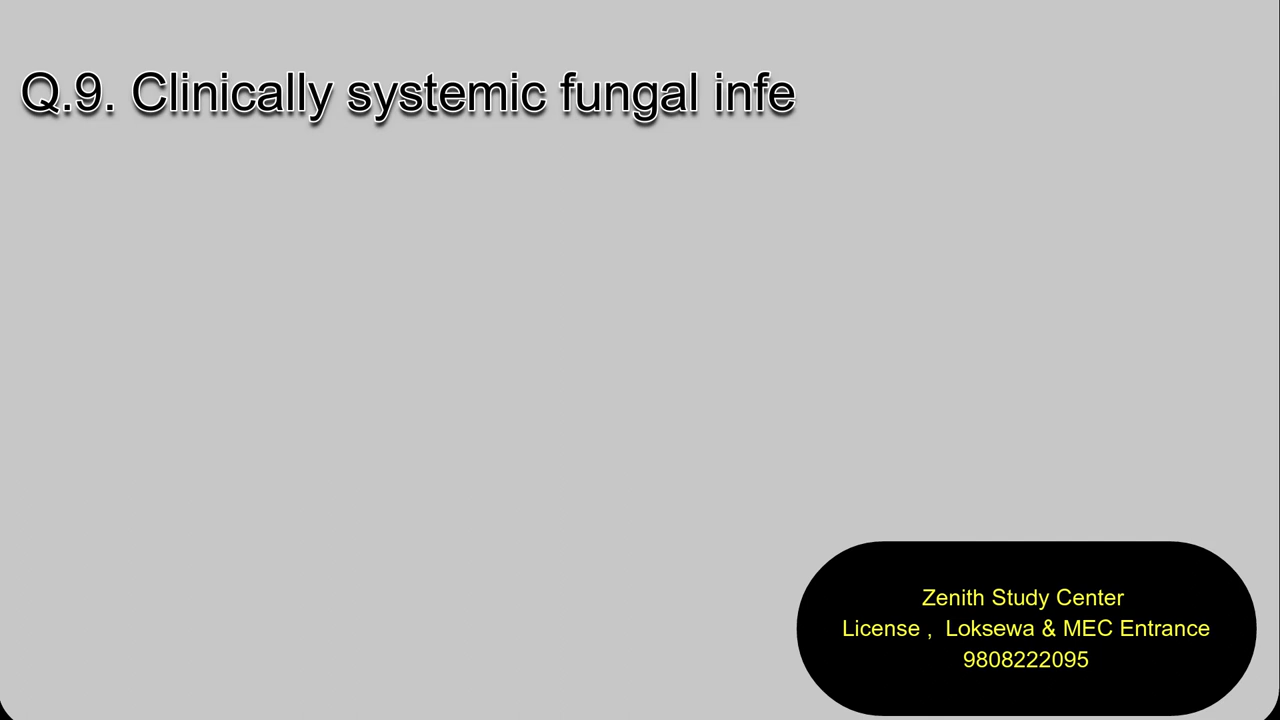 Q.9. Clinically systemic fungal infe
Zenith Study Center
License ,  Loksewa & MEC Entrance
9808222095